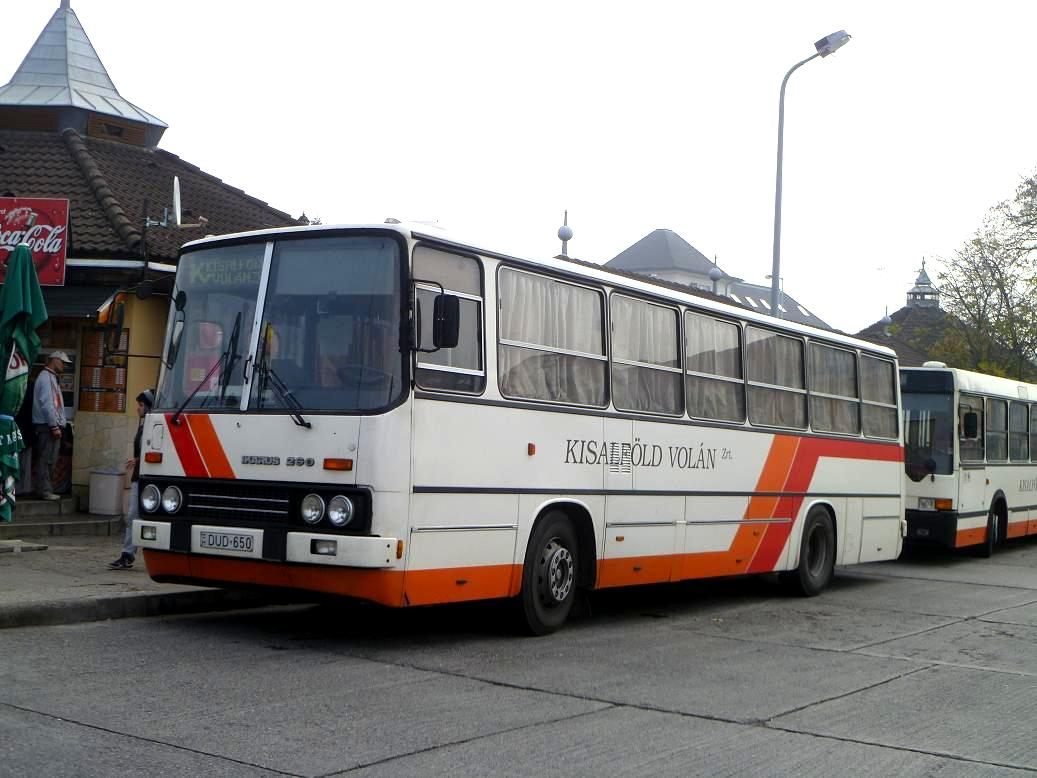 Coca-Cola
KISALFÖLD
VOLÁN
IKARUS 260
DUD-650
KISALFÖLD VOLÁN Zrt.